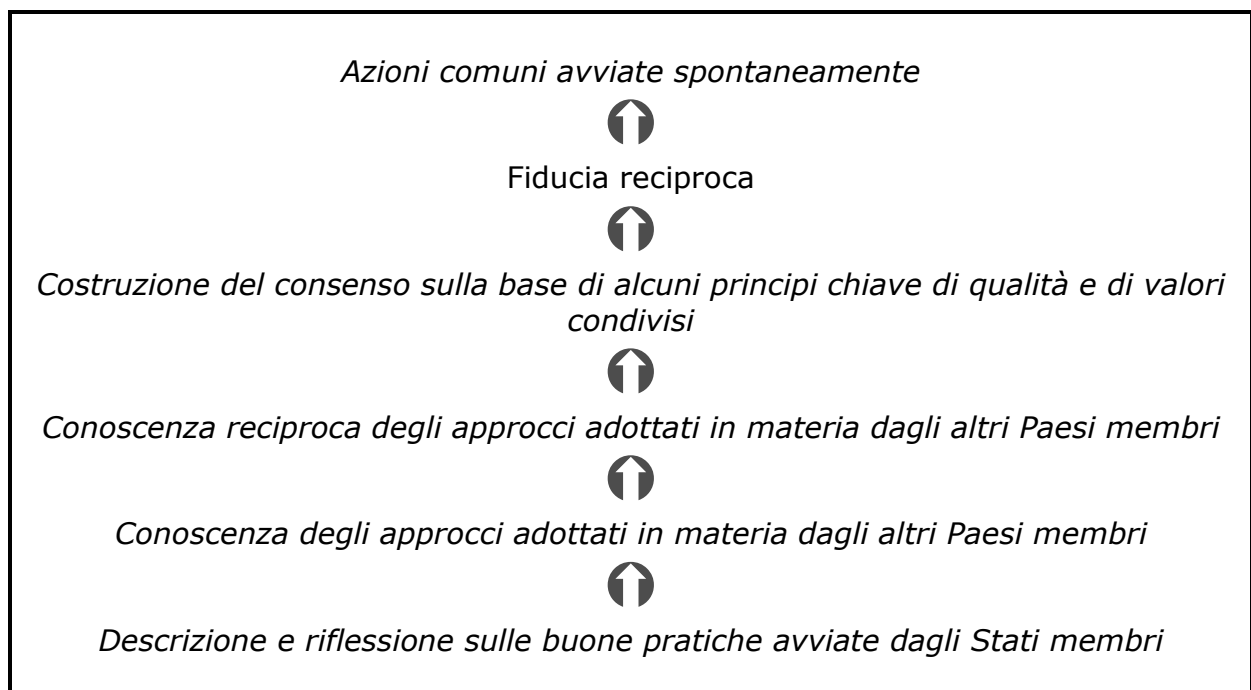 Azioni comuni avviate spontaneamente
Fiducia reciproca
Costruzione del consenso sulla base di alcuni principi chiave di qualità e di valori
condivisi
Conoscenza reciproca degli approcci adottati in materia dagli altri Paesi membri
Conoscenza degli approcci adottati in materia dagli altri Paesi membri
Descrizione e riflessione sulle buone pratiche avviate dagli Stati membri